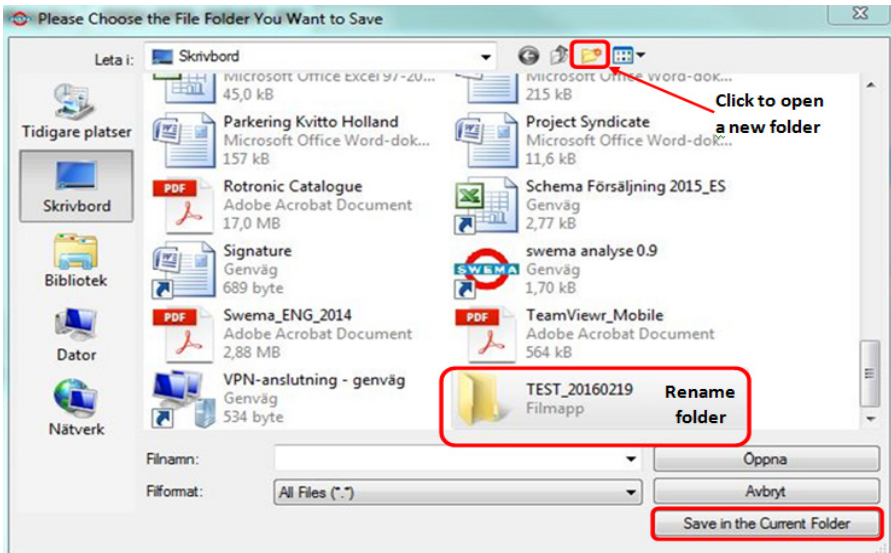 Please Choose the File Folder You Want to Save
Leta i:
Skrivbord
Click to open
a new folder
Tidigare platser
Skrivbord
Bibliotek
Dator
Nätverk
Microsoft Office Excel 97-20...
45,0 kB
Microsoft Office Word-dok...
215 kB
Parkering Kvitto Holland
Microsoft Office Word-dok...
157 kB
Project Syndicate
Microsoft Office Word-dok...
11,6 kB
PDF
Rotronic Catalogue
Adobe Acrobat Document
17,0 MB
Schema Försäljning 2015_ES
Genväg
2,77 kB
Signature
Genväg
689 byte
SWEMA
swema analyse 0.9
Genväg
1,70 kB
PDF
Swema_ENG_2014
Adobe Acrobat Document
2,88 MB
PDF
TeamViewr_Mobile
Adobe Acrobat Document
564 kB
VPN-anslutning - genväg
Genväg
534 byte
TEST_20160219
Filmapp
Rename
folder
Filnamn:
Öppna
Filformat:
All Files (*.*)
Avbryt
Save in the Current Folder